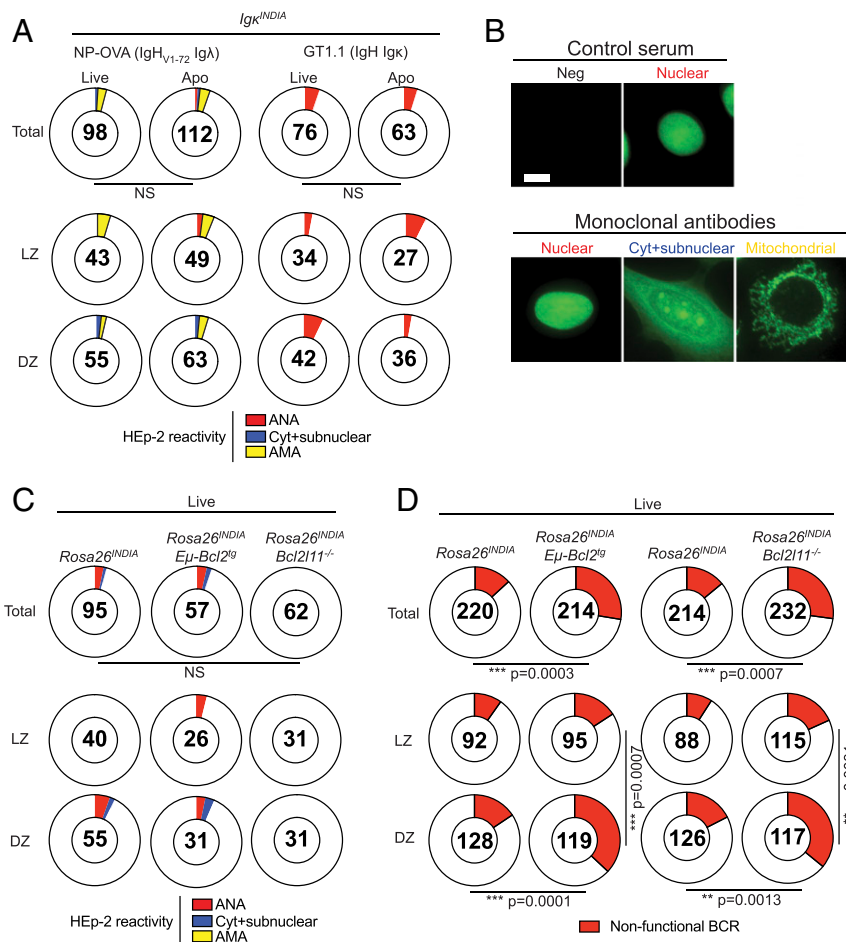 A
Igκ^INDIA
NP-OVA (IgH_V1-72 Igλ)
GT1.1 (IgH Igκ)
Live
Apo
Live
Apo
Total
98
112
76
63
NS
NS
LZ
43
49
34
27
DZ
55
63
42
36
HEp-2 reactivity
ANA
Cyt+subnuclear
AMA
B
Control serum
Neg
Nuclear
Monoclonal antibodies
Nuclear
Cyt+subnuclear
Mitochondrial
C
Live
Rosa26^INDIA
Rosa26^INDIA
Eμ-Bcl2^tg
Rosa26^INDIA
Bcl2l11^-/-
Total
95
57
62
NS
LZ
40
26
31
DZ
55
31
31
HEp-2 reactivity
ANA
Cyt+subnuclear
AMA
D
Live
Rosa26^INDIA
Rosa26^INDIA
Eμ-Bcl2^tg
Rosa26^INDIA
Rosa26^INDIA
Bcl2l11^-/-
Total
220
214
214
232
*** p=0.0003
*** p=0.0007
LZ
92
95
88
115
*** p=0.0007
DZ
128
119
126
117
*** p=0.0001
** p=0.0013
Non-functional BCR